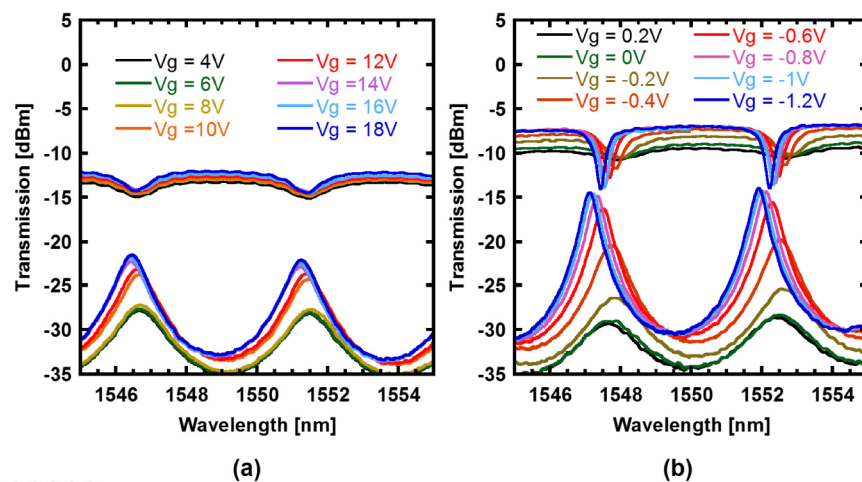 Vg = 4V Vg = 12V
Vg = 6V Vg =14V
Vg = 8V Vg = 16V
Vg =10V Vg = 18V
Transmission [dBm]
5
0
-5
-10
-15
-20
-25
-30
-35
1546 1548 1550 1552 1554
Wavelength [nm]
(a)
Vg = 0.2V Vg = -0.6V
Vg = 0V Vg = -0.8V
Vg = -0.2V Vg = -1V
Vg = -0.4V Vg = -1.2V
Transmission [dBm]
5
0
-5
-10
-15
-20
-25
-30
-35
1546 1548 1550 1552 1554
Wavelength [nm]
(b)